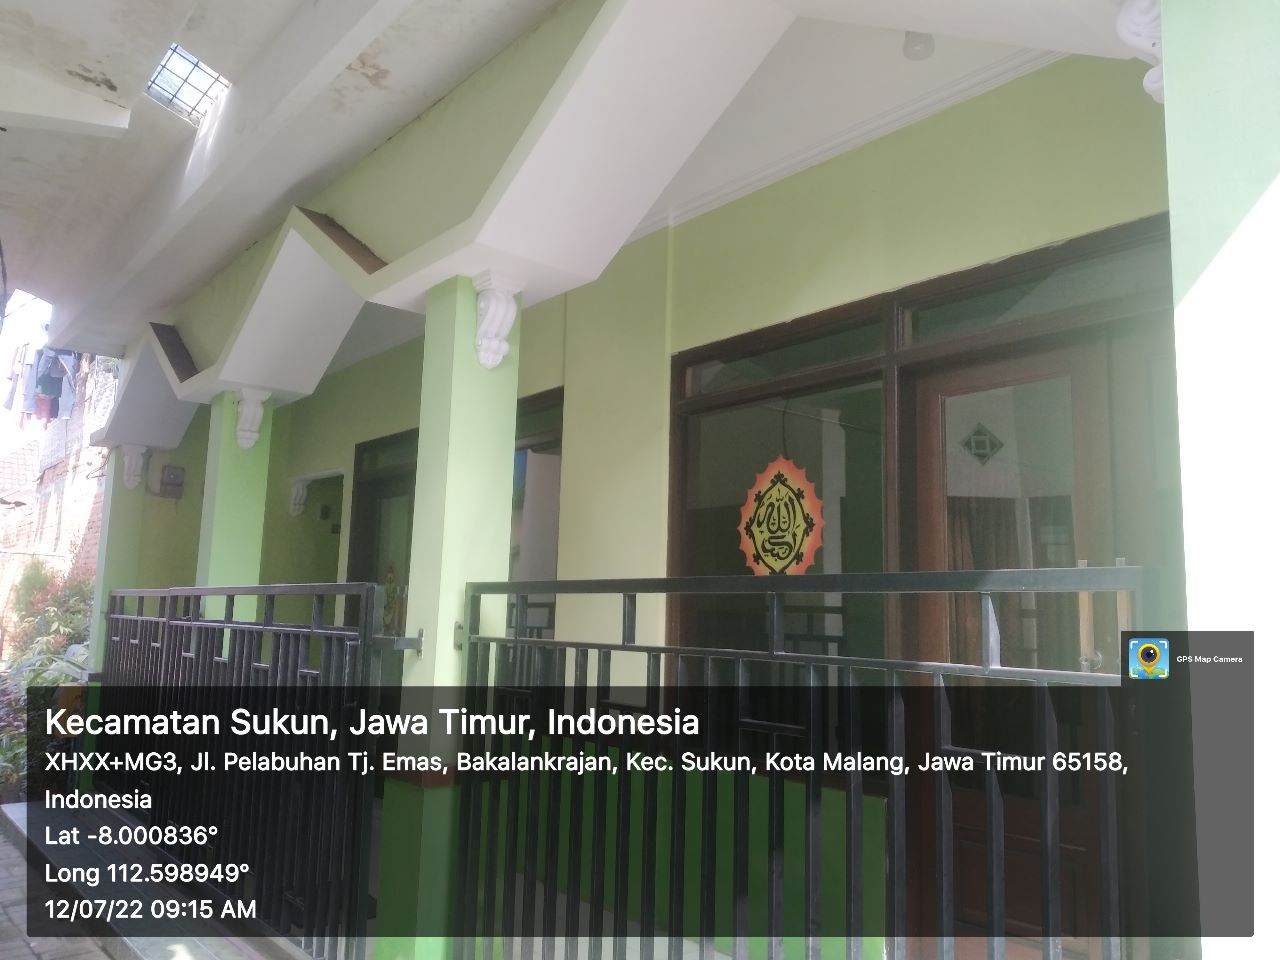 الله
GPS Map Camera
Kecamatan Sukun, Jawa Timur, Indonesia
XHXX+MG3, Jl. Pelabuhan Tj. Emas, Bakalankrajan, Kec. Sukun, Kota Malang, Jawa Timur 65158,
Indonesia
Lat -8.000836°
Long 112.598949°
12/07/22 09:15 AM